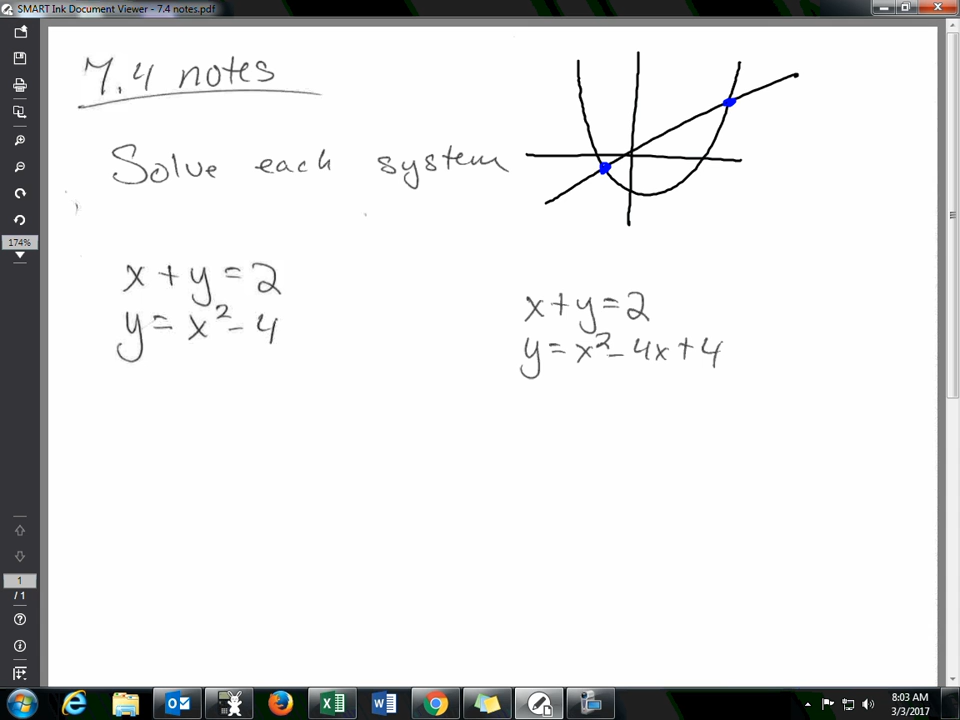 SMART Ink Document Viewer - 7.4 notes.pdf
7.4 notes
Solve each system
174%
x + y = 2
y = x² - 4
x + y = 2
y = x² - 4x + 4
1
/ 1
8:03 AM
3/3/2017